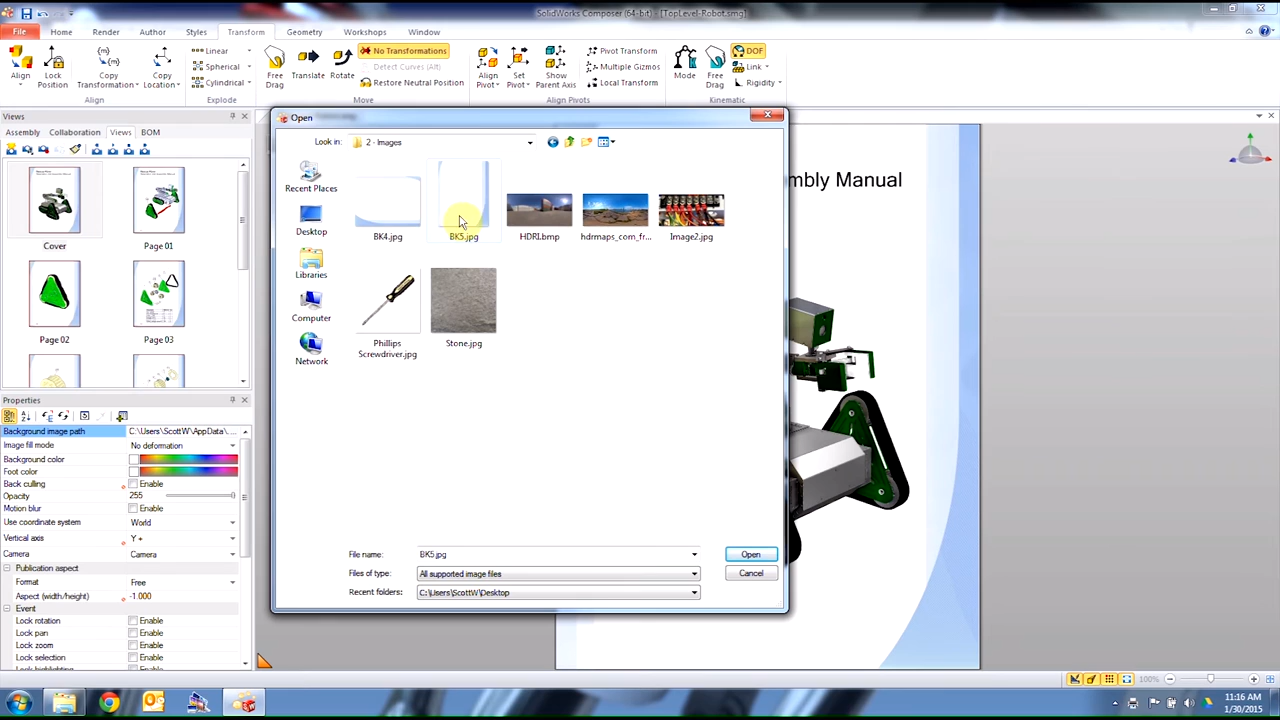 SolidWorks Composer (64-bit) - [TopLevel-Robot.smg]
File Home Render Author Styles Transform Geometry Workshops Window
Align
Lock Position
Copy Transformation
Copy Location
Align
Linear
Spherical
Cylindrical
Explode
Free Drag
Translate
Rotate
No Transformations
Detect Curves (Alt)
Restore Neutral Position
Move
Align Pivot
Set Pivot
Show Parent Axis
Pivot Transform
Multiple Gizmos
Local Transform
Align Pivots
Mode
Free Drag
DOF
Link
Rigidity
Kinematic
Views
Assembly Collaboration Views BOM
Cover
Page 01
Page 02
Page 03
Properties
Background image path C:\Users\ScottW\AppData\...
Image fill mode No deformation
Background color
Foot color
Back culling Enable
Opacity 255
Motion blur Enable
Use coordinate system World
Vertical axis Y +
Camera Camera
Publication aspect
Format Free
Aspect (width/height) -1.000
Event
Lock rotation Enable
Lock pan Enable
Lock zoom Enable
Lock selection Enable
Lock highlighting Enable
Open
Look in: 2 - Images
Recent Places
Desktop
Libraries
Computer
Network
BK4.jpg
BK5.jpg
HDRI.bmp
hdrmaps_com_fr...
Image2.jpg
Phillips
Screwdriver.jpg
Stone.jpg
File name: BK5.jpg
Open
Files of type: All supported image files
Cancel
Recent folders: C:\Users\ScottW\Desktop
mbly Manual
100%
11:16 AM
1/30/2015